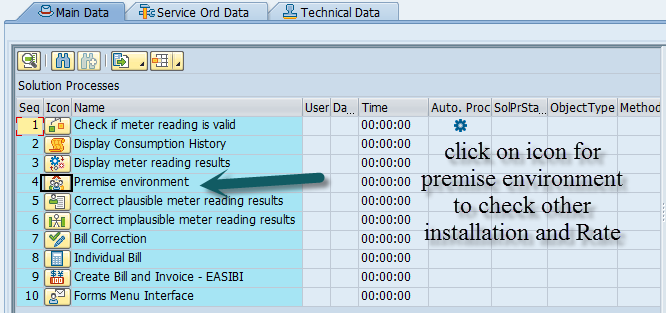 Main Data Service Ord Data Technical Data
Solution Processes
Seq Icon Name User Da... Time Auto. Proc SolPrSta... ObjectType Method
1 Check if meter reading is valid 00:00:00
2 Display Consumption History 00:00:00
3 Display meter reading results 00:00:00
4 Premise environment 00:00:00
5 Correct plausible meter reading results 00:00:00
6 Correct implausible meter reading results 00:00:00
7 Bill Correction 00:00:00
8 Individual Bill 00:00:00
9 Create Bill and Invoice - EASIBI 00:00:00
10 Forms Menu Interface 00:00:00
click on icon for
premise environment
to check other
installation and Rate